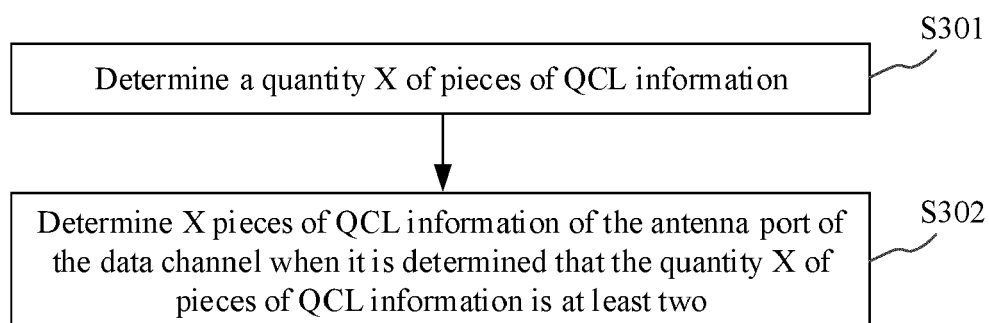 S301
Determine a quantity X of pieces of QCL information
S302
Determine X pieces of QCL information of the antenna port of
the data channel when it is determined that the quantity X of
pieces of QCL information is at least two